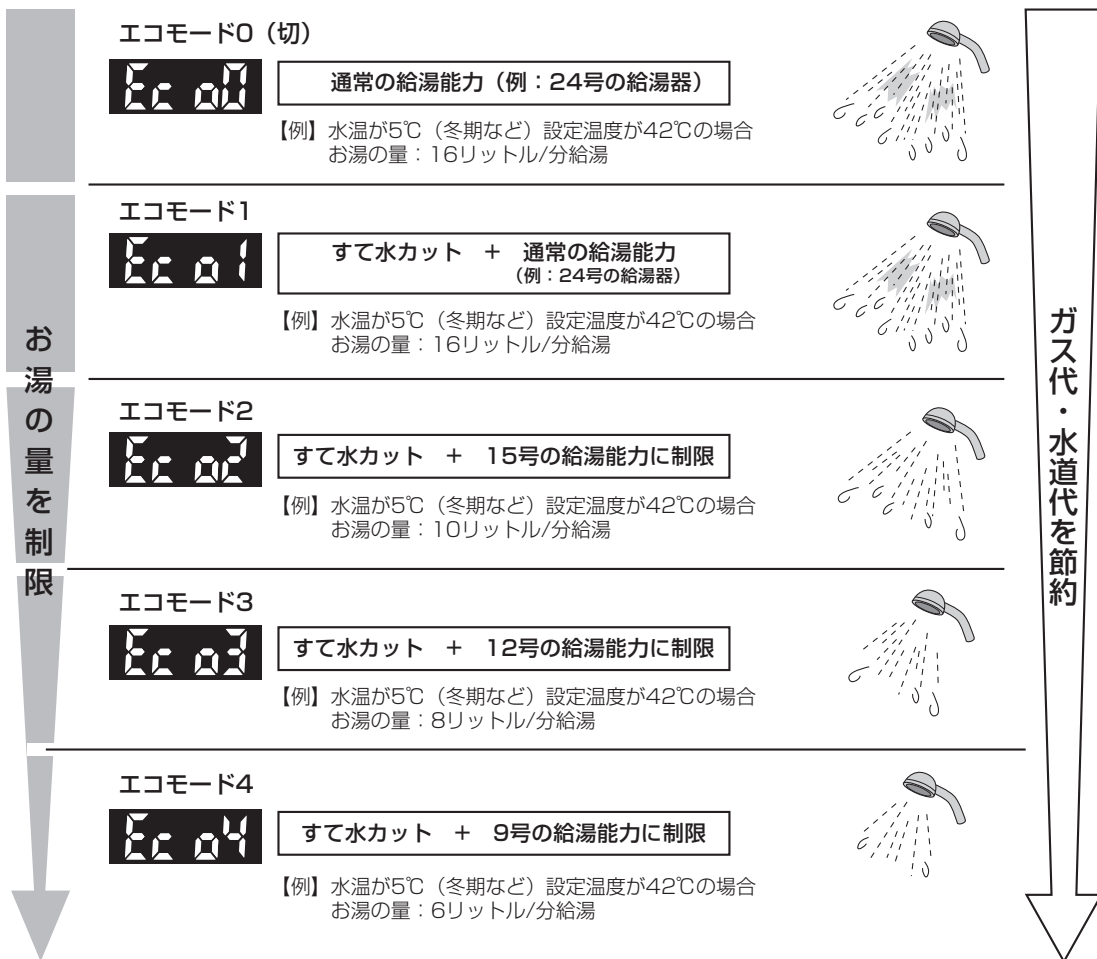 エコモード0（切）
Eco0
通常の給湯能力（例：24号の給湯器）
【例】水温が5℃（冬期など）設定温度が42℃の場合
お湯の量：16リットル/分給湯
エコモード1
Eco1
すて水カット ＋ 通常の給湯能力
（例：24号の給湯器）
【例】水温が5℃（冬期など）設定温度が42℃の場合
お湯の量：16リットル/分給湯
エコモード2
Eco2
すて水カット ＋ 15号の給湯能力に制限
【例】水温が5℃（冬期など）設定温度が42℃の場合
お湯の量：10リットル/分給湯
エコモード3
Eco3
すて水カット ＋ 12号の給湯能力に制限
【例】水温が5℃（冬期など）設定温度が42℃の場合
お湯の量：8リットル/分給湯
エコモード4
Eco4
すて水カット ＋ 9号の給湯能力に制限
【例】水温が5℃（冬期など）設定温度が42℃の場合
お湯の量：6リットル/分給湯
お湯の量を制限
ガス代・水道代を節約